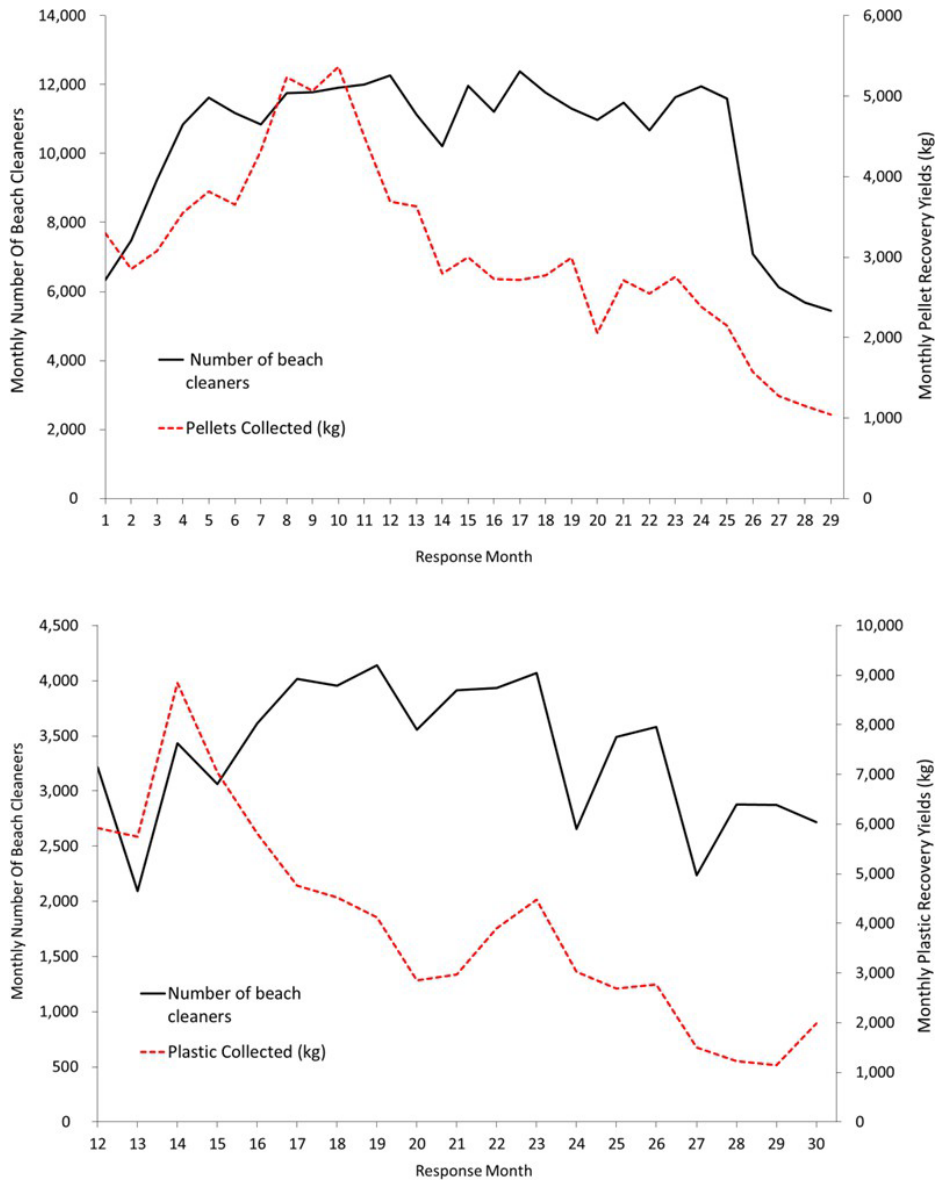 14,000
12,000
10,000
8,000
6,000
4,000
2,000
0
Monthly Number Of Beach Cleaners
6,000
5,000
4,000
3,000
2,000
1,000
0
Monthly Pellet Recovery Yields (kg)
Number of beach
cleaners
Pellets Collected (kg)
1 2 3 4 5 6 7 8 9 10 11 12 13 14 15 16 17 18 19 20 21 22 23 24 25 26 27 28 29
Response Month
4,500
4,000
3,500
3,000
2,500
2,000
1,500
1,000
500
0
Monthly Number Of Beach Cleaneers
10,000
9,000
8,000
7,000
6,000
5,000
4,000
3,000
2,000
1,000
0
Monthly Plastic Recovery Yields (kg)
Number of beach
cleaners
Plastic Collected (kg)
12 13 14 15 16 17 18 19 20 21 22 23 24 25 26 27 28 29 30
Response Month